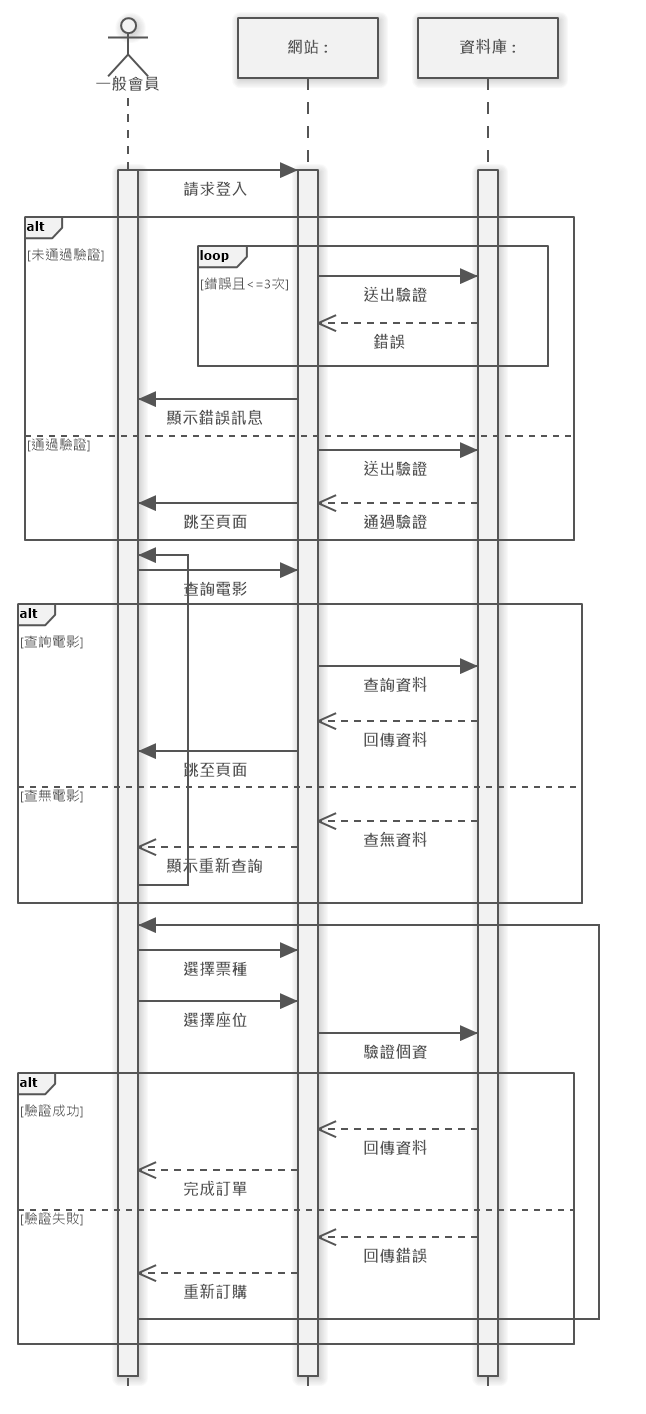 一般會員
網站 :
資料庫 :
請求登入
alt
[未通過驗證]
loop
[錯誤且<=3次]
送出驗證
錯誤
顯示錯誤訊息
[通過驗證]
送出驗證
跳至頁面
通過驗證
查詢電影
alt
[查詢電影]
查詢資料
回傳資料
跳至頁面
[查無電影]
查無資料
顯示重新查詢
選擇票種
選擇座位
驗證個資
alt
[驗證成功]
回傳資料
完成訂單
[驗證失敗]
回傳錯誤
重新訂購